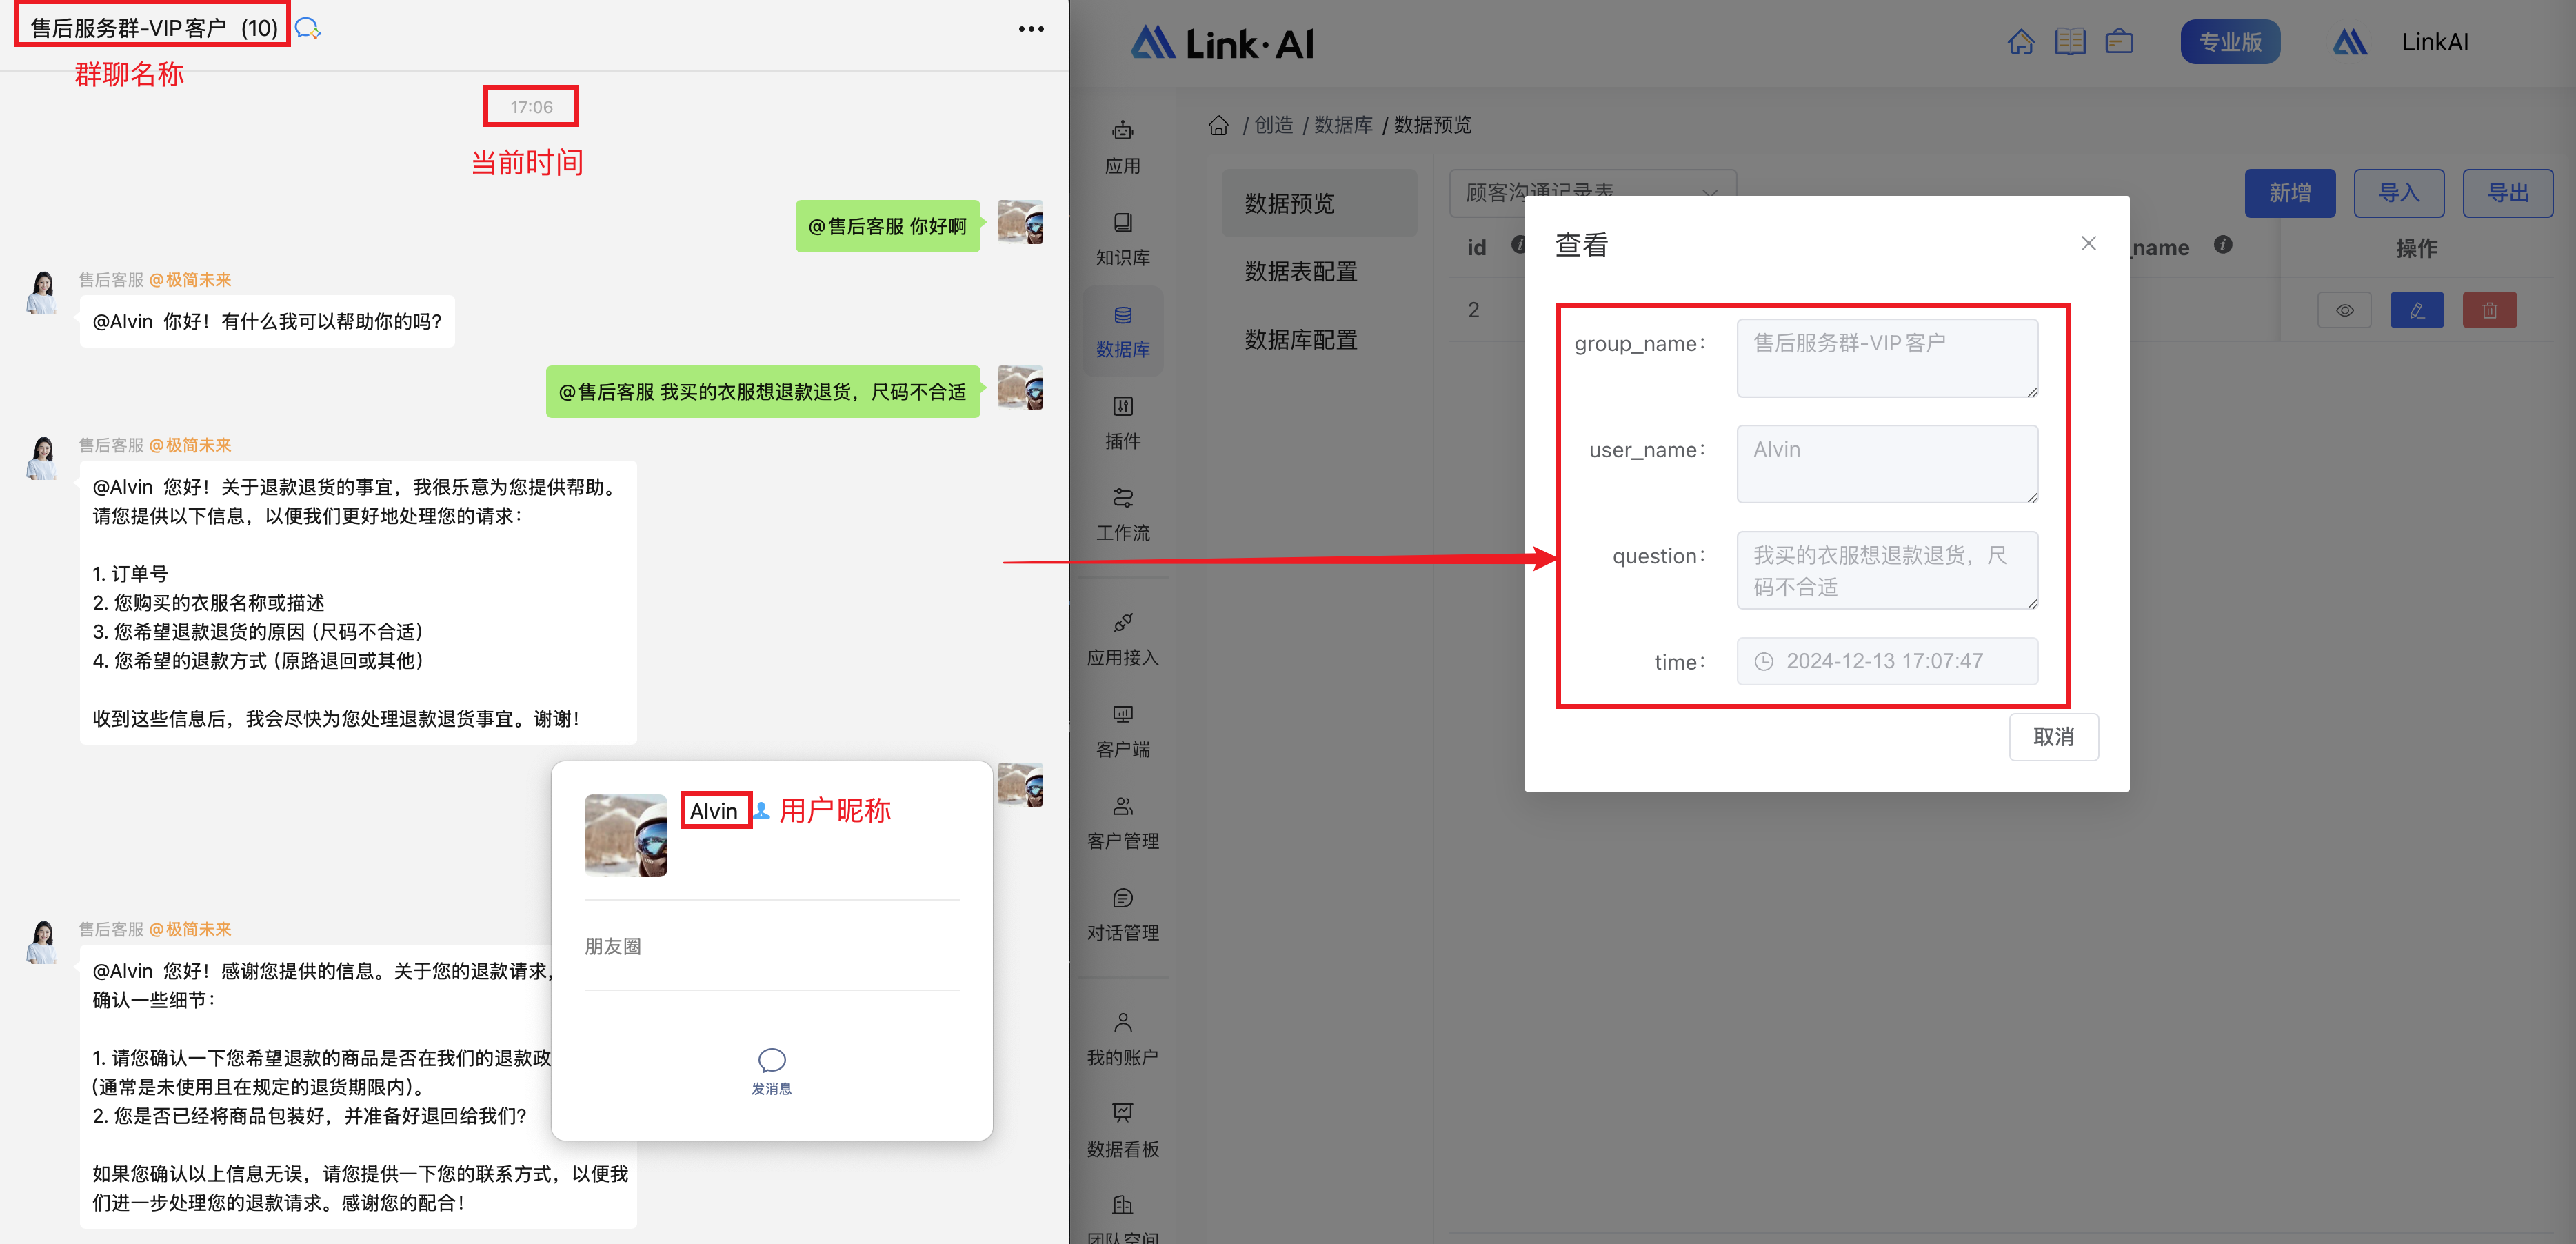 售后服务群-VIP客户 (10)
群聊名称
17:06
当前时间
@售后客服 你好啊
售后客服 @极简未来
@Alvin 你好！有什么我可以帮助你的吗？
@售后客服 我买的衣服想退款退货，尺码不合适
售后客服 @极简未来
@Alvin 您好！关于退款退货的事宜，我很乐意为您提供帮助。
请您提供以下信息，以便我们更好地处理您的请求：
1. 订单号
2. 您购买的衣服名称或描述
3. 您希望退款退货的原因（尺码不合适）
4. 您希望的退款方式（原路退回或其他）
收到这些信息后，我会尽快为您处理退款退货事宜。谢谢！
Alvin
用户昵称
朋友圈
发消息
售后客服 @极简未来
@Alvin 您好！感谢您提供的信息。关于您的退款请求，
确认一些细节：
1. 请您确认一下您希望退款的商品是否在我们的退款政
（通常是未使用且在规定的退货期限内）。
2. 您是否已经将商品包装好，并准备好退回给我们？
如果您确认以上信息无误，请您提供一下您的联系方式，以便我
们进一步处理您的退款请求。感谢您的配合！
Link·AI
专业版
LinkAI
应用
知识库
数据库
插件
工作流
应用接入
客户端
客户管理
对话管理
我的账户
数据看板
团队空间
/ 创造 / 数据库 / 数据预览
数据预览
数据表配置
数据库配置
顾客沟通记录表
新增
导入
导出
id
_name
操作
2
查看
group_name：
售后服务群-VIP客户
user_name：
Alvin
question：
我买的衣服想退款退货，尺
码不合适
time：
2024-12-13 17:07:47
取消